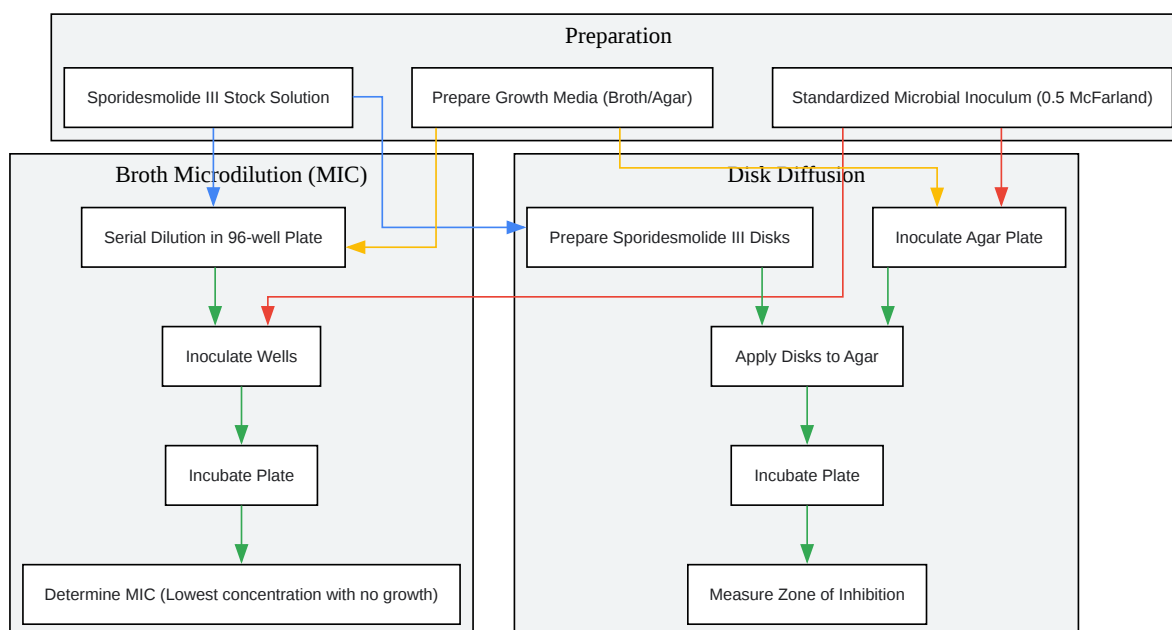 Preparation
Sporidesmolide III Stock Solution
Prepare Growth Media (Broth/Agar)
Standardized Microbial Inoculum (0.5 McFarland)
Broth Microdilution (MIC)
Disk Diffusion
Serial Dilution in 96-well Plate
Prepare Sporidesmolide III Disks
Inoculate Agar Plate
Inoculate Wells
Apply Disks to Agar
Incubate Plate
Incubate Plate
Determine MIC (Lowest concentration with no growth)
Measure Zone of Inhibition